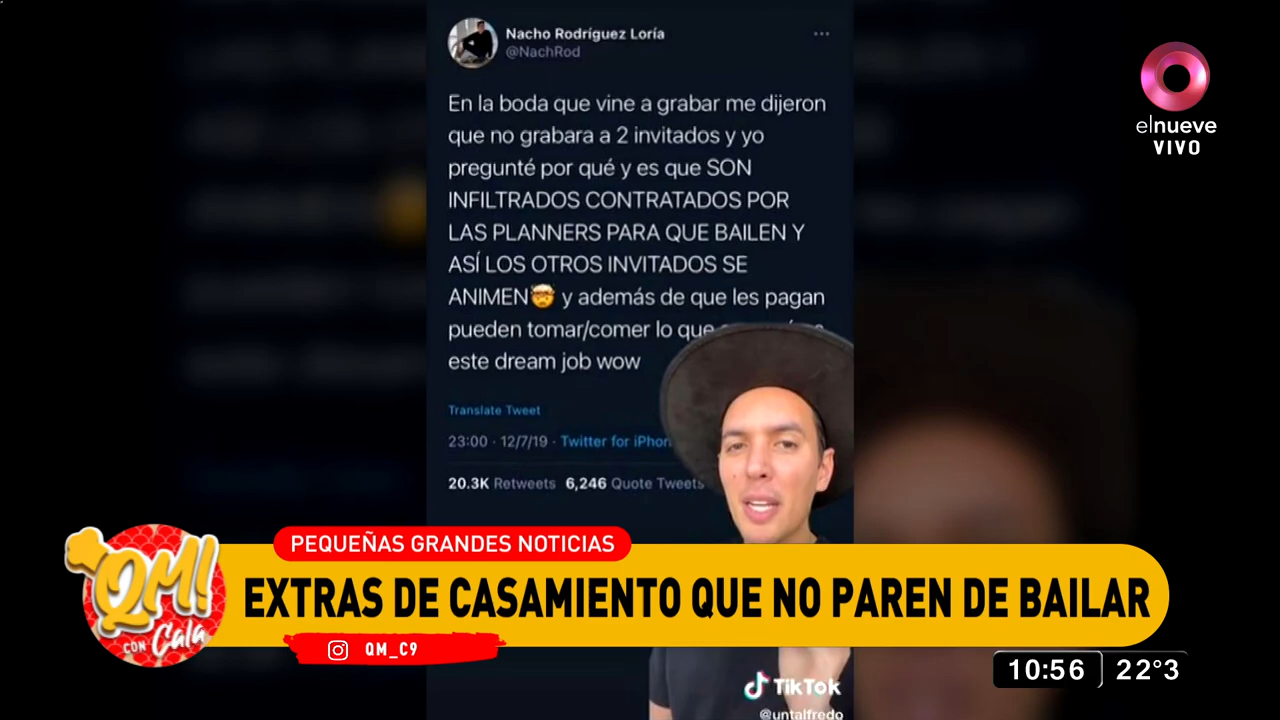 Nacho Rodríguez Loría
@NachRod
En la boda que vine a grabar me dijeron
que no grabara a 2 invitados y yo
pregunté por qué y es que SON
INFILTRADOS CONTRATADOS POR
LAS PLANNERS PARA QUE BAILEN Y
ASÍ LOS OTROS INVITADOS SE
ANIMEN🤯 y además de que les pagan
pueden tomar/comer lo que
este dream job wow
Translate Tweet
23:00 · 12/7/19 · Twitter for iPhon
20.3K Retweets 6,246 Quote Tweets
elnueve
VIVO
PEQUEÑAS GRANDES NOTICIAS
QM!
CON Cala
EXTRAS DE CASAMIENTO QUE NO PAREN DE BAILAR
QM_C9
10:56 22°3
TikTok
@untalfredo